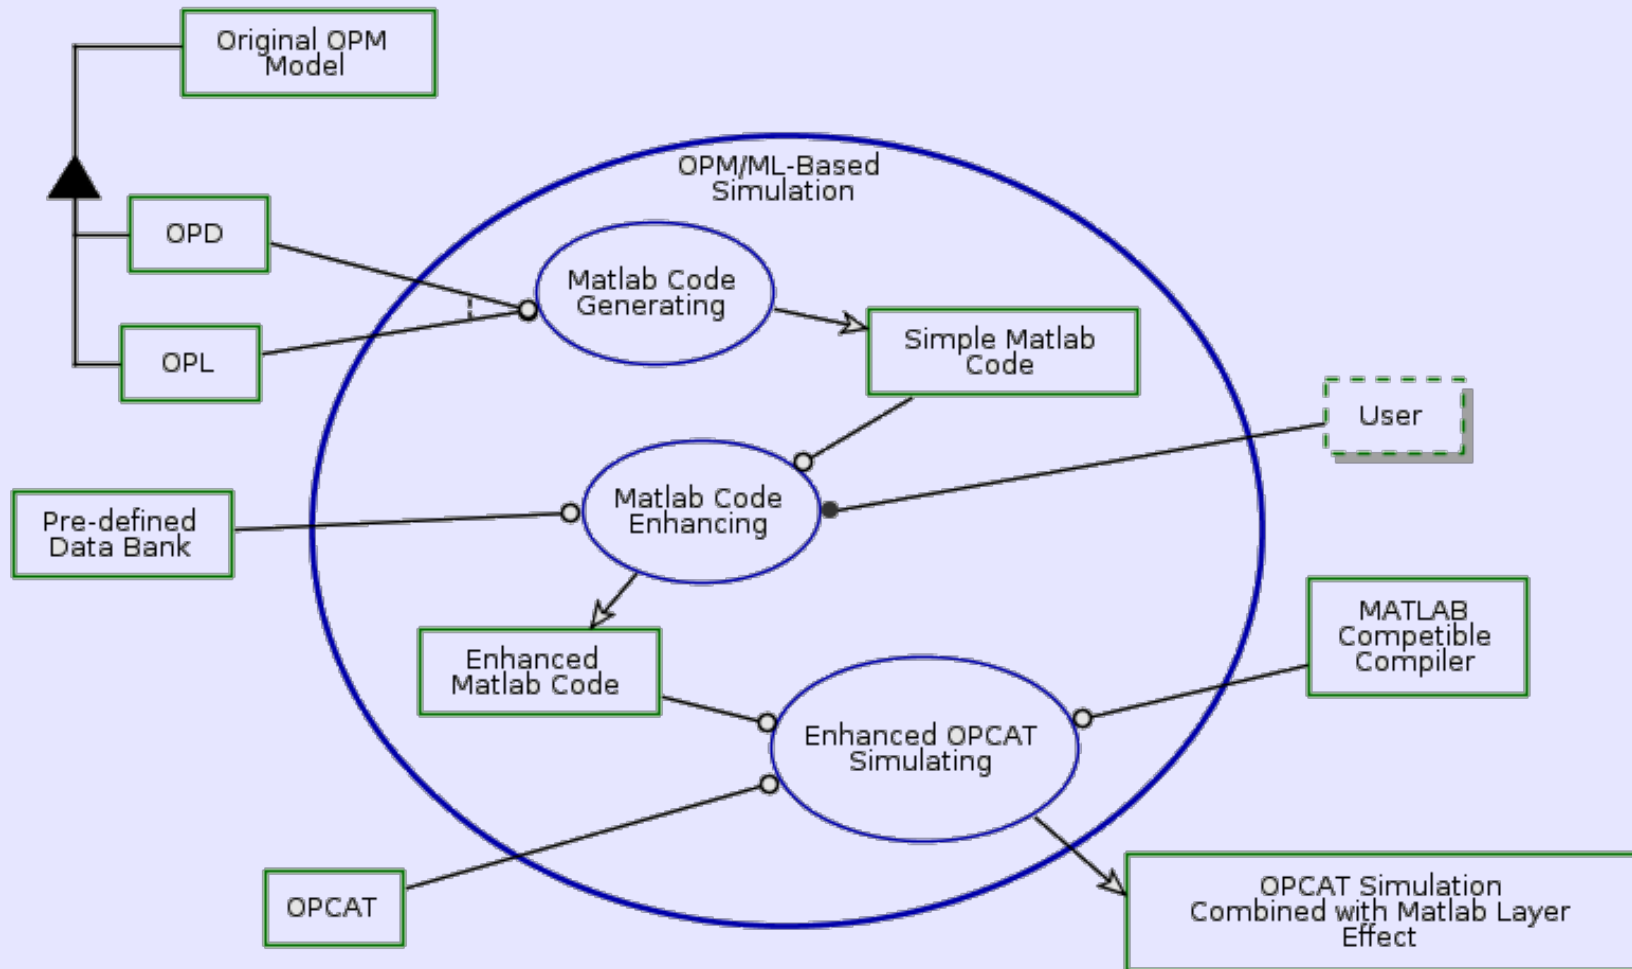 Original OPM
Model
OPM/ML-Based
Simulation
OPD
Matlab Code
Generating
Simple Matlab
Code
OPL
User
Matlab Code
Enhancing
Pre-defined
Data Bank
MATLAB
Competible
Compiler
Enhanced
Matlab Code
Enhanced OPCAT
Simulating
OPCAT
OPCAT Simulation
Combined with Matlab Layer
Effect